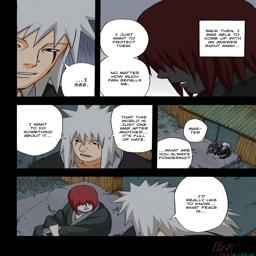 BACK THEN, I WAS
ABLE TO COME
UP WITH AN
ANSWER
RIGHT AWAY...
I JUST
WANT TO
PROTECT
THEM.
NO MATTER
HOW MUCH
PAIN BEFALLS
ME.
...I
SEE.
MAS-
TER
...WHAT ARE
YOU ALWAYS
PONDERING?
THAT THIS
WORLD IS
JUST ONE
WAR AFTER
ANOTHER...
IT'S FULL
OF HATE.
I WANT
TO DO
SOMETHING
ABOUT IT...
I'D
REALLY LIKE
TO KNOW...
WHAT PEACE
IS...